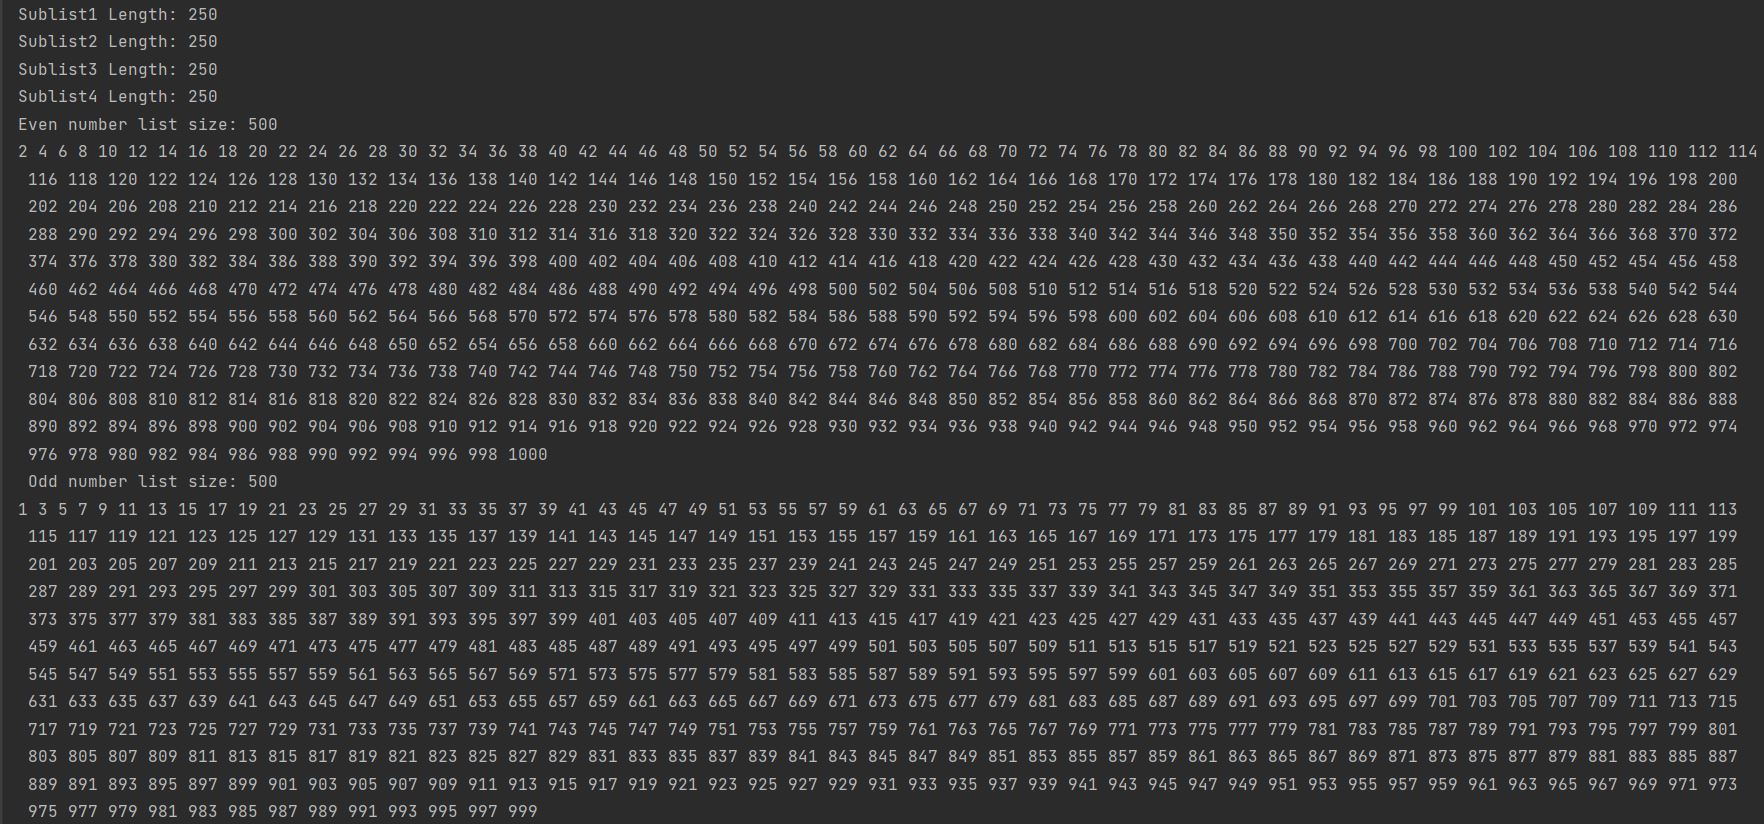 Sublist1 Length: 250
Sublist2 Length: 250
Sublist3 Length: 250
Sublist4 Length: 250
Even number list size: 500
2 4 6 8 10 12 14 16 18 20 22 24 26 28 30 32 34 36 38 40 42 44 46 48 50 52 54 56 58 60 62 64 66 68 70 72 74 76 78 80 82 84 86 88 90 92 94 96 98 100 102 104 106 108 110 112 114
116 118 120 122 124 126 128 130 132 134 136 138 140 142 144 146 148 150 152 154 156 158 160 162 164 166 168 170 172 174 176 178 180 182 184 186 188 190 192 194 196 198 200
202 204 206 208 210 212 214 216 218 220 222 224 226 228 230 232 234 236 238 240 242 244 246 248 250 252 254 256 258 260 262 264 266 268 270 272 274 276 278 280 282 284 286
288 290 292 294 296 298 300 302 304 306 308 310 312 314 316 318 320 322 324 326 328 330 332 334 336 338 340 342 344 346 348 350 352 354 356 358 360 362 364 366 368 370 372
374 376 378 380 382 384 386 388 390 392 394 396 398 400 402 404 406 408 410 412 414 416 418 420 422 424 426 428 430 432 434 436 438 440 442 444 446 448 450 452 454 456 458
460 462 464 466 468 470 472 474 476 478 480 482 484 486 488 490 492 494 496 498 500 502 504 506 508 510 512 514 516 518 520 522 524 526 528 530 532 534 536 538 540 542 544
546 548 550 552 554 556 558 560 562 564 566 568 570 572 574 576 578 580 582 584 586 588 590 592 594 596 598 600 602 604 606 608 610 612 614 616 618 620 622 624 626 628 630
632 634 636 638 640 642 644 646 648 650 652 654 656 658 660 662 664 666 668 670 672 674 676 678 680 682 684 686 688 690 692 694 696 698 700 702 704 706 708 710 712 714 716
718 720 722 724 726 728 730 732 734 736 738 740 742 744 746 748 750 752 754 756 758 760 762 764 766 768 770 772 774 776 778 780 782 784 786 788 790 792 794 796 798 800 802
804 806 808 810 812 814 816 818 820 822 824 826 828 830 832 834 836 838 840 842 844 846 848 850 852 854 856 858 860 862 864 866 868 870 872 874 876 878 880 882 884 886 888
890 892 894 896 898 900 902 904 906 908 910 912 914 916 918 920 922 924 926 928 930 932 934 936 938 940 942 944 946 948 950 952 954 956 958 960 962 964 966 968 970 972 974
976 978 980 982 984 986 988 990 992 994 996 998 1000
Odd number list size: 500
1 3 5 7 9 11 13 15 17 19 21 23 25 27 29 31 33 35 37 39 41 43 45 47 49 51 53 55 57 59 61 63 65 67 69 71 73 75 77 79 81 83 85 87 89 91 93 95 97 99 101 103 105 107 109 111 113
115 117 119 121 123 125 127 129 131 133 135 137 139 141 143 145 147 149 151 153 155 157 159 161 163 165 167 169 171 173 175 177 179 181 183 185 187 189 191 193 195 197 199
201 203 205 207 209 211 213 215 217 219 221 223 225 227 229 231 233 235 237 239 241 243 245 247 249 251 253 255 257 259 261 263 265 267 269 271 273 275 277 279 281 283 285
287 289 291 293 295 297 299 301 303 305 307 309 311 313 315 317 319 321 323 325 327 329 331 333 335 337 339 341 343 345 347 349 351 353 355 357 359 361 363 365 367 369 371
373 375 377 379 381 383 385 387 389 391 393 395 397 399 401 403 405 407 409 411 413 415 417 419 421 423 425 427 429 431 433 435 437 439 441 443 445 447 449 451 453 455 457
459 461 463 465 467 469 471 473 475 477 479 481 483 485 487 489 491 493 495 497 499 501 503 505 507 509 511 513 515 517 519 521 523 525 527 529 531 533 535 537 539 541 543
545 547 549 551 553 555 557 559 561 563 565 567 569 571 573 575 577 579 581 583 585 587 589 591 593 595 597 599 601 603 605 607 609 611 613 615 617 619 621 623 625 627 629
631 633 635 637 639 641 643 645 647 649 651 653 655 657 659 661 663 665 667 669 671 673 675 677 679 681 683 685 687 689 691 693 695 697 699 701 703 705 707 709 711 713 715
717 719 721 723 725 727 729 731 733 735 737 739 741 743 745 747 749 751 753 755 757 759 761 763 765 767 769 771 773 775 777 779 781 783 785 787 789 791 793 795 797 799 801
803 805 807 809 811 813 815 817 819 821 823 825 827 829 831 833 835 837 839 841 843 845 847 849 851 853 855 857 859 861 863 865 867 869 871 873 875 877 879 881 883 885 887
889 891 893 895 897 899 901 903 905 907 909 911 913 915 917 919 921 923 925 927 929 931 933 935 937 939 941 943 945 947 949 951 953 955 957 959 961 963 965 967 969 971 973
975 977 979 981 983 985 987 989 991 993 995 997 999